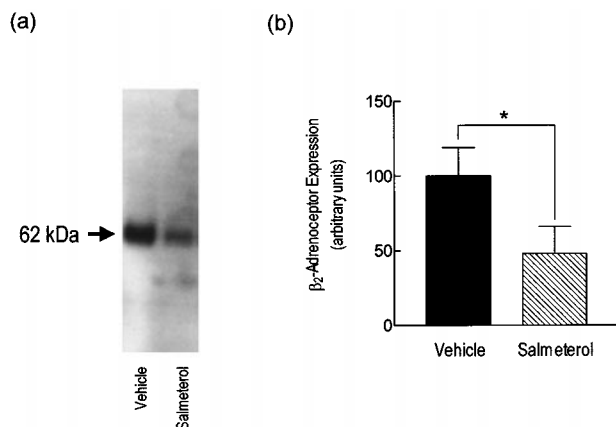 (a)
62 kDa
Vehicle
Salmeterol
(b)
β₂-Adrenoceptor Expression
(arbitrary units)
150
100
50
0
*
Vehicle
Salmeterol